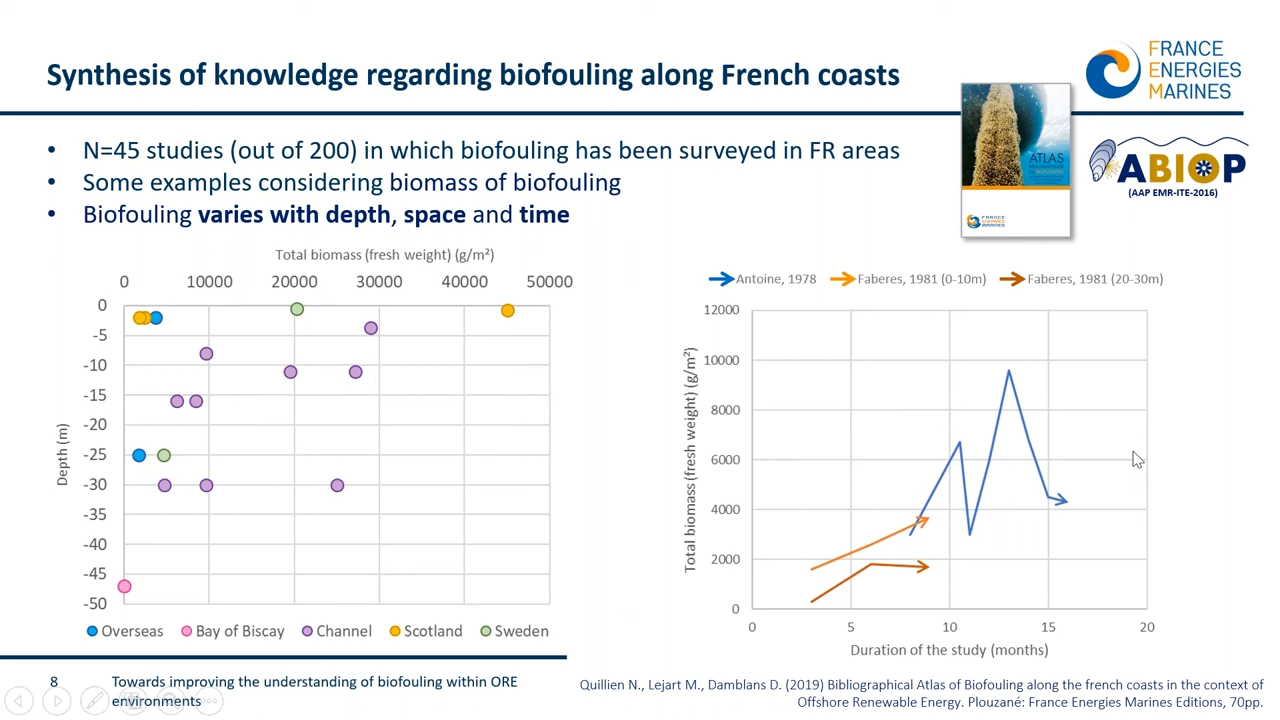 Synthesis of knowledge regarding biofouling along French coasts
FRANCE
ENERGIES
MARINES
• N=45 studies (out of 200) in which biofouling has been surveyed in FR areas
• Some examples considering biomass of biofouling
• Biofouling varies with depth, space and time
ATLAS
FRANCE
ENERGIES
MARINES
ABIOP
(AAP EMR-ITE-2016)
Total biomass (fresh weight) (g/m²)
0 10000 20000 30000 40000 50000
0
-5
-10
-15
-20
-25
-30
-35
-40
-45
-50
Depth (m)
Overseas Bay of Biscay Channel Scotland Sweden
Antoine, 1978 Faberes, 1981 (0-10m) Faberes, 1981 (20-30m)
12000
10000
8000
6000
4000
2000
0
Total biomass (fresh weight) (g/m²)
0 5 10 15 20
Duration of the study (months)
8
Towards improving the understanding of biofouling within ORE
environments
Quillien N., Lejart M., Damblans D. (2019) Bibliographical Atlas of Biofouling along the french coasts in the context of
Offshore Renewable Energy. Plouzané: France Energies Marines Editions, 70pp.